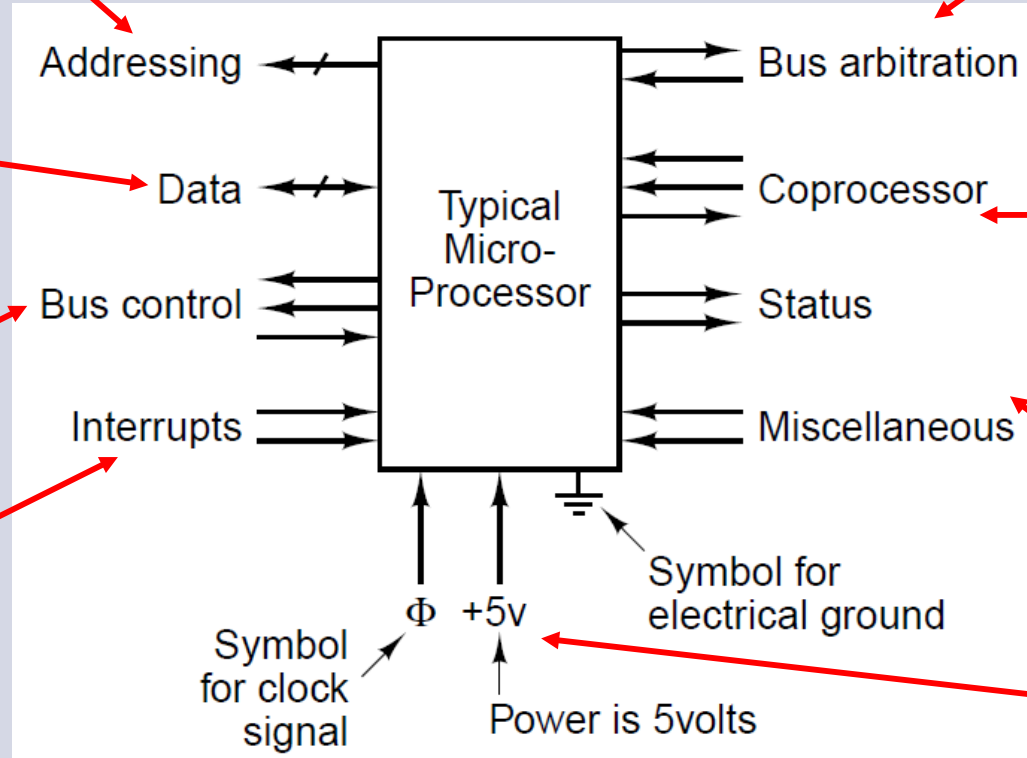 Addressing
Data
Bus control
Interrupts
Typical
Micro-
Processor
Bus arbitration
Coprocessor
Status
Miscellaneous
Φ +5v
Symbol
for clock
signal
Power is 5volts
Symbol for
electrical ground